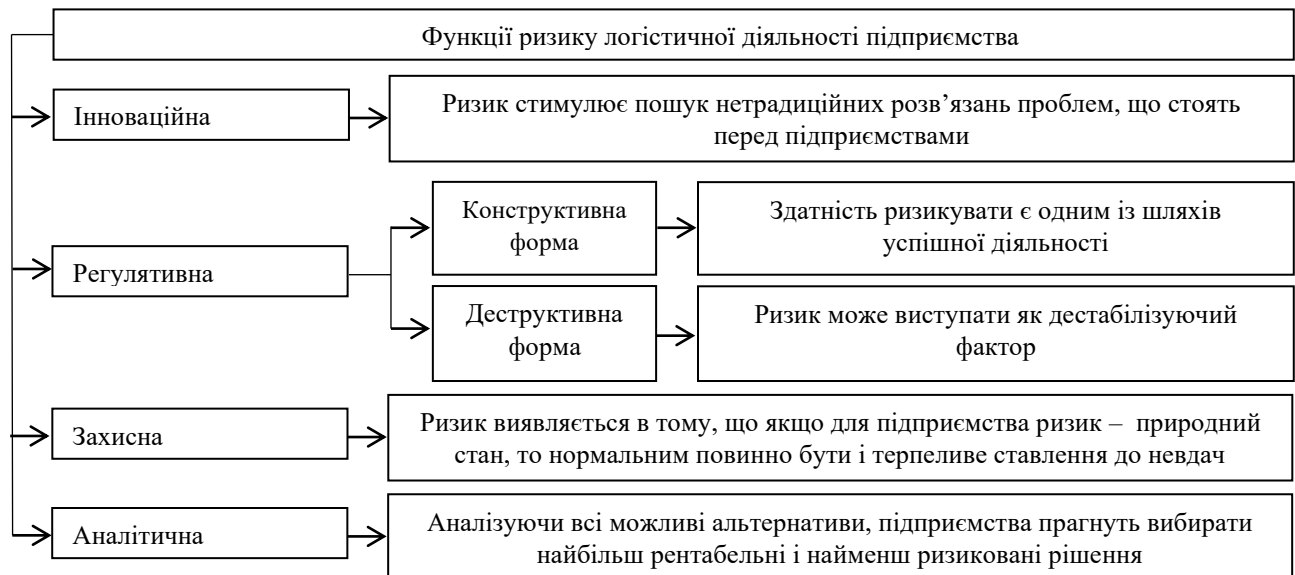 Функції ризику логістичної діяльності підприємства
Інноваційна
Ризик стимулює пошук нетрадиційних розв’язань проблем, що стоять
перед підприємствами
Регулятивна
Конструктивна
форма
Здатність ризикувати є одним із шляхів
успішної діяльності
Деструктивна
форма
Ризик може виступати як дестабілізуючий
фактор
Захисна
Ризик виявляється в тому, що якщо для підприємства ризик – природний
стан, то нормальним повинно бути і терпеливе ставлення до невдач
Аналітична
Аналізуючи всі можливі альтернативи, підприємства прагнуть вибирати
найбільш рентабельні і найменш ризиковані рішення